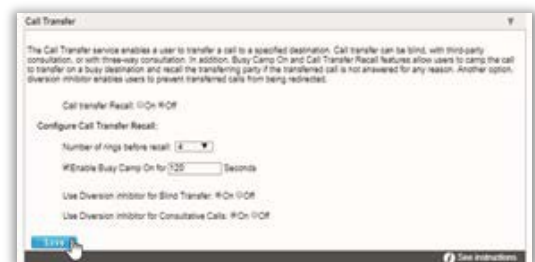 Call Transfer
The Call Transfer service enables a user to transfer a call to a specified destination. Call transfer can be blind, with third-party
consultation, or with three-way consultation. In addition, Busy Camp On and Call Transfer Recall features allow users to camp the call
to transfer on a busy destination and recall the transferring party if the transferred call is not answered for any reason. Another option,
diversion inhibitor enables users to prevent transferred calls from being redirected.
Call transfer Recall: On Off
Configure Call Transfer Recall:
Number of rings before recall: 4
Enable Busy Camp On for 120 Seconds
Use Diversion inhibitor for Blind Transfer: On Off
Use Diversion inhibitor for Consultative Calls: On Off
Save
See instructions